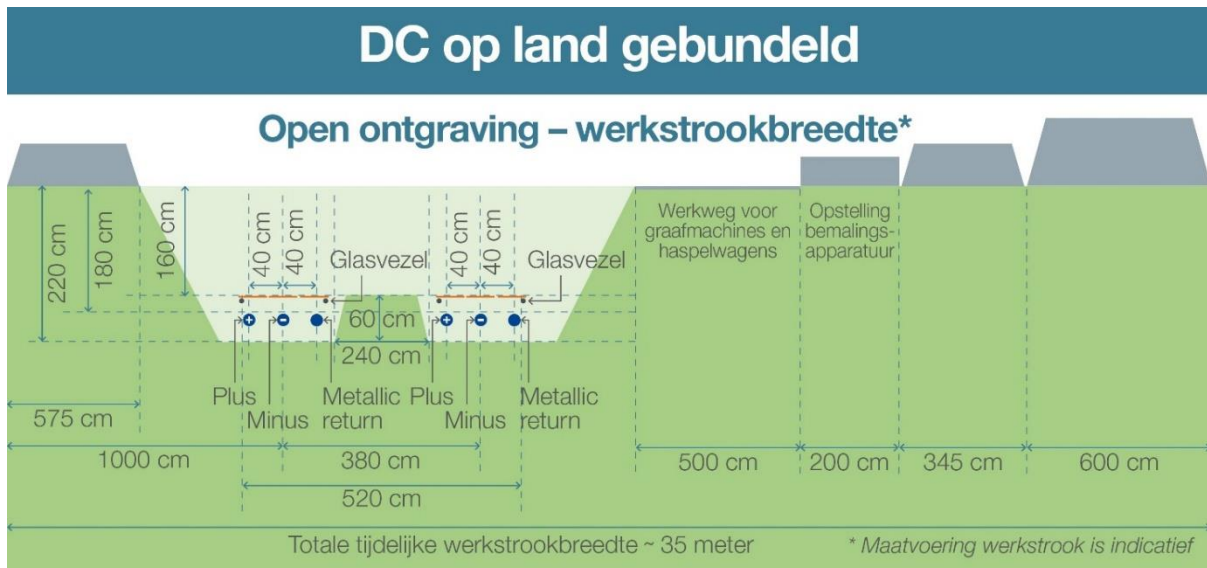 DC op land gebundeld
Open ontgraving – werkstrookbreedte*
220 cm
180 cm
160 cm
40 cm
40 cm
Glasvezel
40 cm
40 cm
Glasvezel
60 cm
240 cm
Plus
Minus
Metallic
return
Plus
Minus
Metallic
return
Werkweg voor
graafmachines en
haspelwagens
Opstelling
bemalings-
apparatuur
575 cm
1000 cm
380 cm
520 cm
500 cm
200 cm
345 cm
600 cm
Totale tijdelijke werkstrookbreedte ~ 35 meter
* Maatvoering werkstrook is indicatief